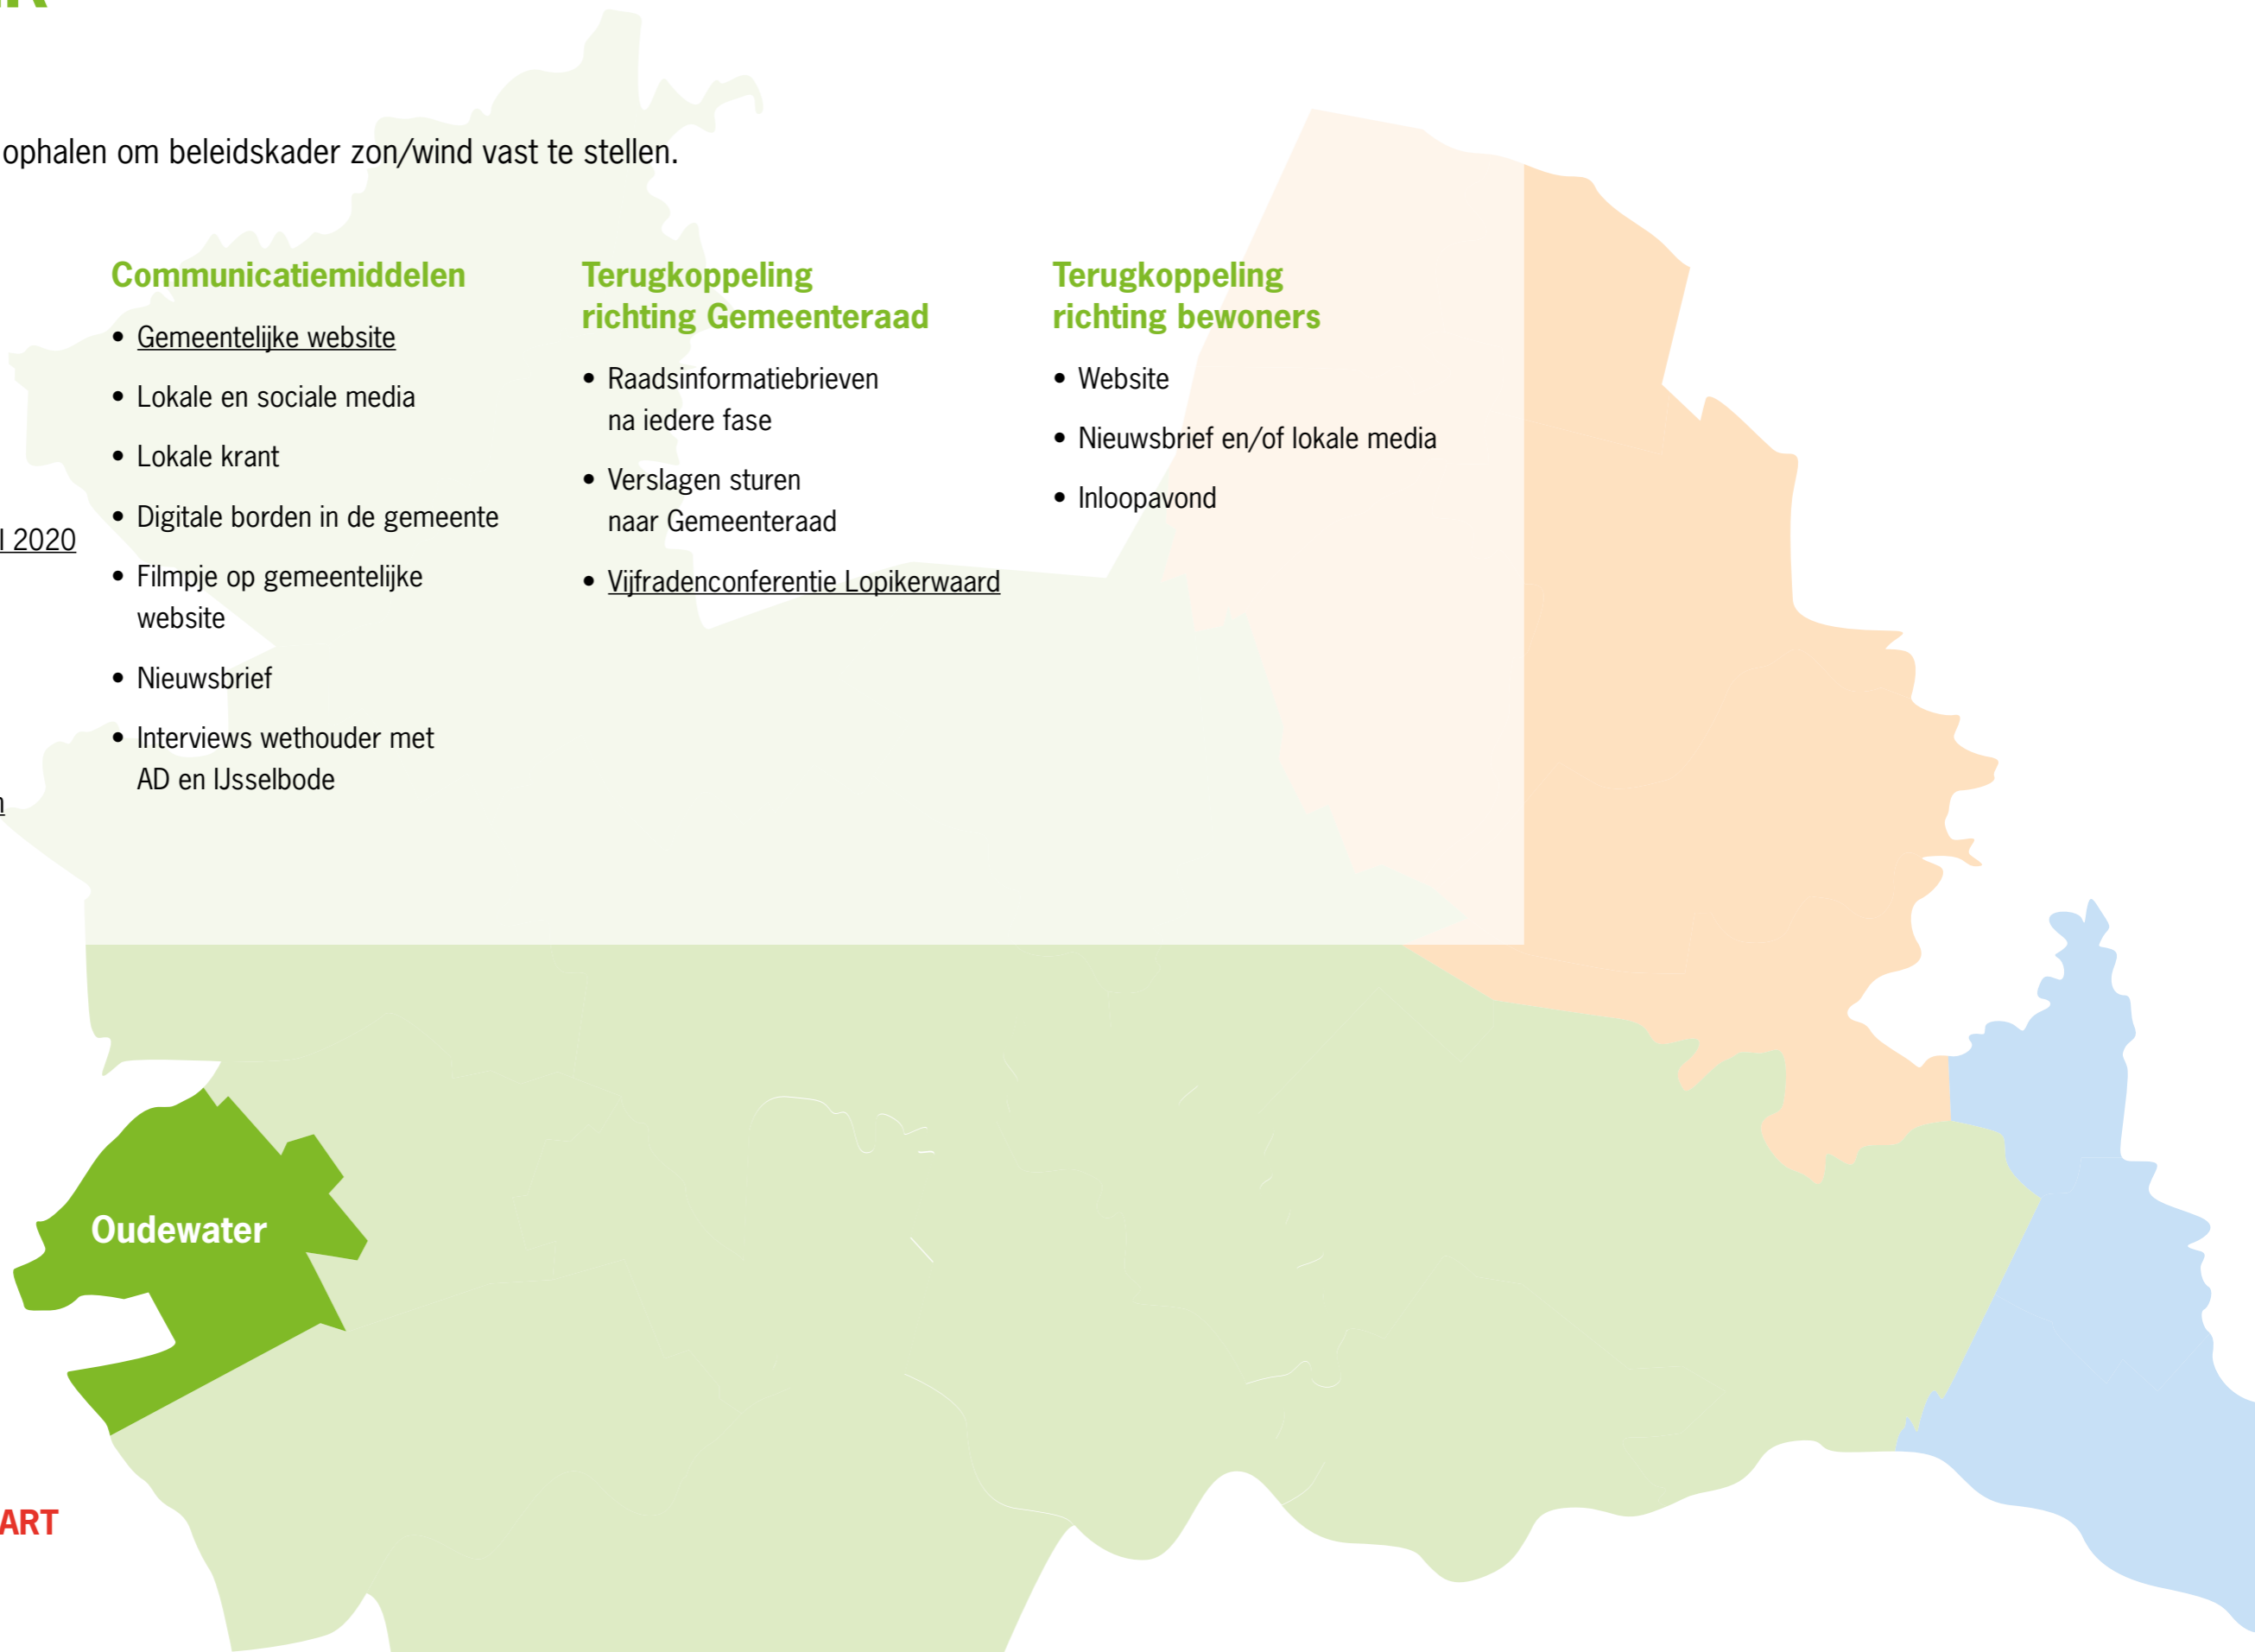 ophalen om beleidskader zon/wind vast te stellen.
Communicatiemiddelen
• Gemeentelijke website
• Lokale en sociale media
• Lokale krant
• Digitale borden in de gemeente
• Filmpje op gemeentelijke
website
• Nieuwsbrief
• Interviews wethouder met
AD en IJsselbode
Terugkoppeling
richting Gemeenteraad
• Raadsinformatiebrieven
na iedere fase
• Verslagen sturen
naar Gemeenteraad
• Vijfradenconferentie Lopikerwaard
Terugkoppeling
richting bewoners
• Website
• Nieuwsbrief en/of lokale media
• Inloopavond
2020
Oudewater
ART